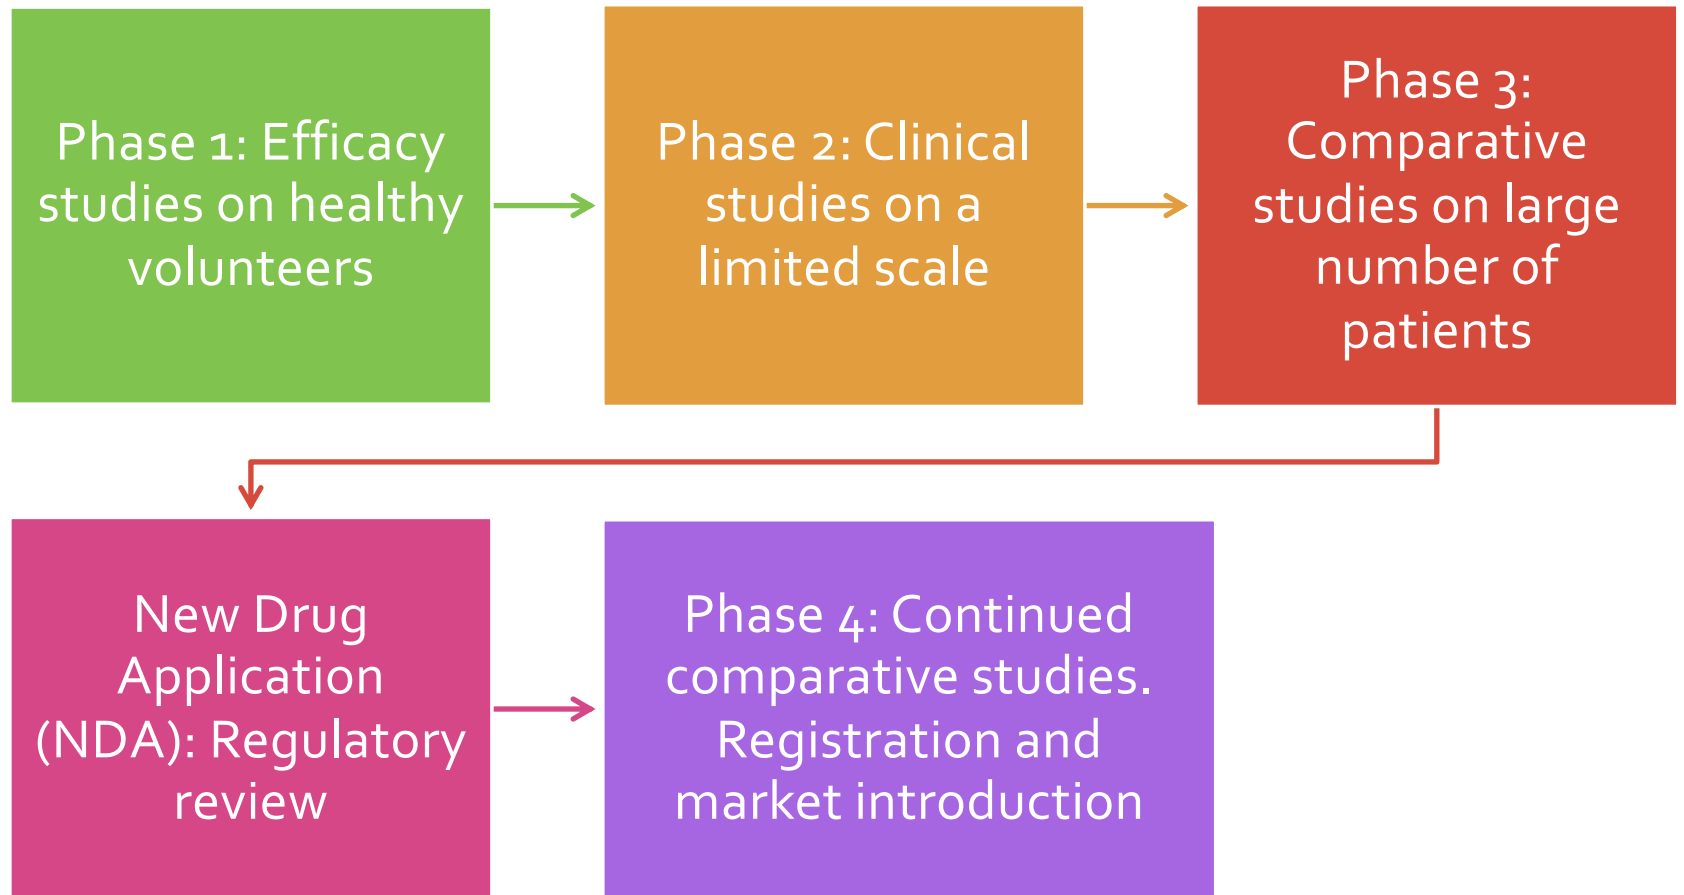 Phase 1: Efficacy
studies on healthy
volunteers
Phase 2: Clinical
studies on a
limited scale
Phase 3:
Comparative
studies on large
number of
patients
New Drug
Application
(NDA): Regulatory
review
Phase 4: Continued
comparative studies.
Registration and
market introduction